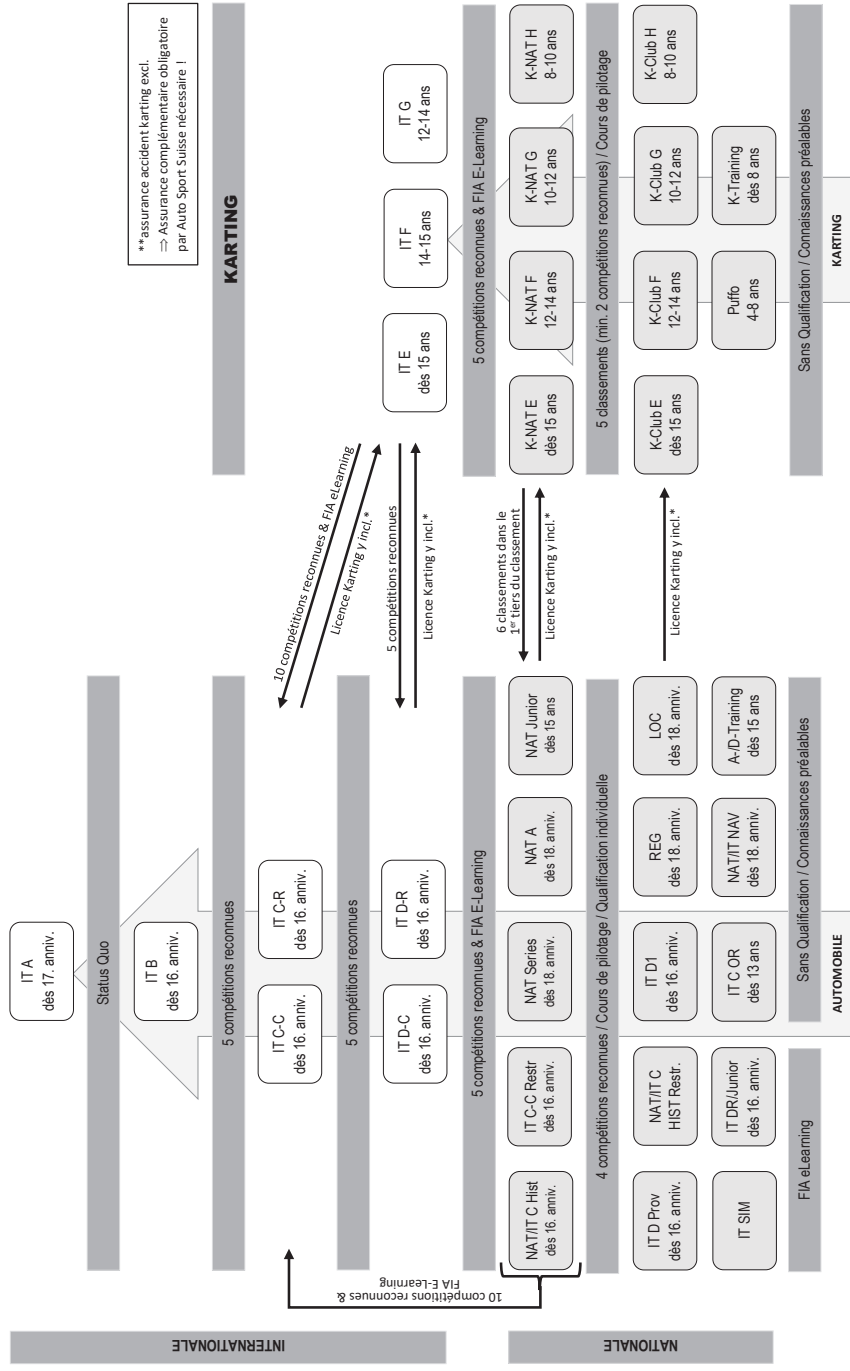 IT A
dès 17. anniv.
Status Quo
IT B
dès 16. anniv.
5 compétitions reconnues
IT C-C
dès 16. anniv.
IT C-R
dès 16. anniv.
5 compétitions reconnues
IT D-C
dès 16. anniv.
IT D-R
dès 16. anniv.
5 compétitions reconnues & FIA E-Learning
NAT/IT C Hist
dès 16. anniv.
IT C-C Restr
dès 16. anniv.
NAT Series
dès 18. anniv.
NAT A
dès 18. anniv.
NAT Junior
dès 15 ans
4 compétitions reconnues / Cours de pilotage / Qualification individuelle
IT D Prov
dès 16. anniv.
NAT/IT C
HIST Restr.
IT D1
dès 16. anniv.
REG
dès 18. anniv.
LOC
dès 18. anniv.
IT SIM
IT DR/Junior
dès 16. anniv.
IT C OR
dès 13 ans
NAT/IT NAV
dès 18. anniv.
A-/D-Training
dès 15 ans
FIA eLearning
Sans Qualification / Connaissances préalables
AUTOMOBILE
INTERNATIONALE
NATIONALE
10 compétitions reconnues &
FIA E-Learning
10 compétitions reconnues & FIA eLearning
Licence Karting y incl.*
5 compétitions reconnues
Licence Karting y incl.*
6 classements dans le
1er tiers du classement
Licence Karting y incl.*
Licence Karting y incl.*
**assurance accident karting excl.
⇒ Assurance complémentaire obligatoire
par Auto Sport Suisse nécessaire !
KARTING
IT E
dès 15 ans
IT F
14-15 ans
IT G
12-14 ans
5 compétitions reconnues & FIA E-Learning
K-NAT E
dès 15 ans
K-NAT F
12-14 ans
K-NAT G
10-12 ans
K-NAT H
8-10 ans
5 classements (min. 2 compétitions reconnues) / Cours de pilotage
K-Club E
dès 15 ans
K-Club F
12-14 ans
K-Club G
10-12 ans
K-Club H
8-10 ans
Puffo
4-8 ans
K-Training
dès 8 ans
Sans Qualification / Connaissances préalables
KARTING